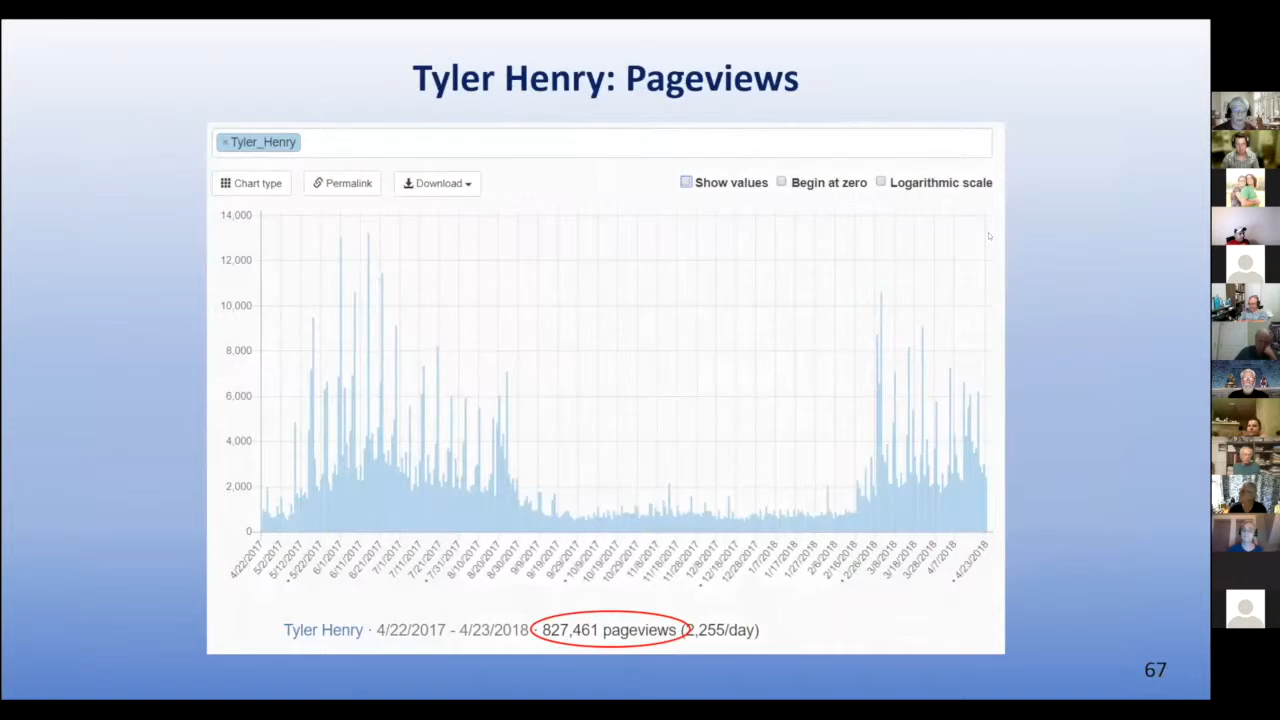 Tyler Henry: Pageviews
× Tyler_Henry
Chart type Permalink Download Show values Begin at zero Logarithmic scale
14,000
12,000
10,000
8,000
6,000
4,000
2,000
0
4/22/2017 5/2/2017 5/12/2017 • 5/22/2017 6/1/2017 6/11/2017 6/21/2017 7/1/2017 7/11/2017 7/21/2017 • 7/31/2017 8/10/2017 8/20/2017 8/30/2017 9/9/2017 9/19/2017 9/29/2017 • 10/9/2017 10/19/2017 10/29/2017 11/8/2017 11/18/2017 11/28/2017 12/8/2017 • 12/18/2017 12/28/2017 1/7/2018 1/17/2018 1/27/2018 2/6/2018 2/16/2018 • 2/26/2018 3/8/2018 3/18/2018 3/28/2018 4/7/2018 • 4/23/2018
Tyler Henry · 4/22/2017 - 4/23/2018 · 827,461 pageviews (2,255/day)
67